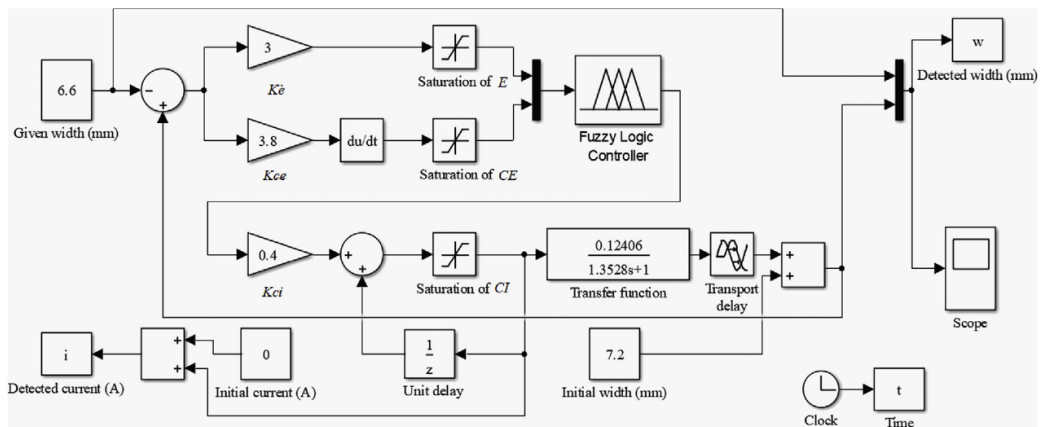 3
Kè
Saturation of E
w
Detected width (mm)
6.6
Given width (mm)
−
+
3.8
Kce
du/dt
Saturation of CE
Fuzzy Logic
Controller
0.4
Kci
+
+
Saturation of CI
0.12406
1.3528s+1
Transfer function
Transport
delay
+
+
Scope
i
Detected current (A)
+
+
0
Initial current (A)
1
z
Unit delay
7.2
Initial width (mm)
Clock
t
Time